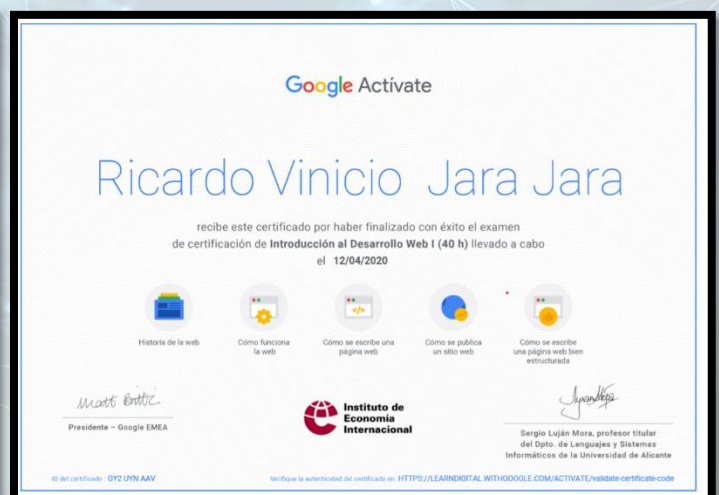 Google Actívate
Ricardo Vinicio Jara Jara
recibe este certificado por haber finalizado con éxito el examen
de certificación de Introducción al Desarrollo Web I (40 h) llevado a cabo
el 12/04/2020
Historia de la web
Cómo funciona
la web
Cómo se escribe una
página web
Cómo se publica
un sitio web
Cómo se escribe
una página web bien
estructurada
Presidente – Google EMEA
Instituto de
Economía
Internacional
Sergio Luján Mora, profesor titular
del Dpto. de Lenguajes y Sistemas
Informáticos de la Universidad de Alicante
ID del certificado : GY2 UYN AAV
Verifique la autenticidad del certificado en: HTTPS://LEARNDIGITAL.WITHGOOGLE.COM/ACTIVATE/validate-certificate-code